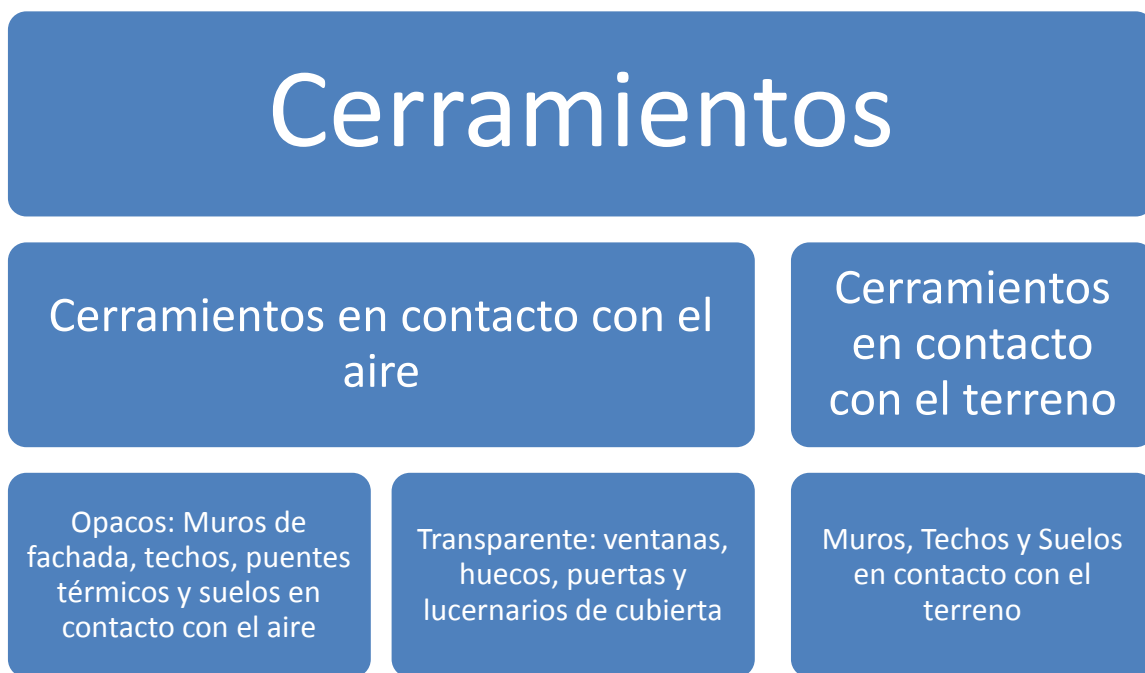 Cerramientos
Cerramientos en contacto con el
aire
Cerramientos
en contacto
con el terreno
Opacos: Muros de
fachada, techos, puentes
térmicos y suelos en
contacto con el aire
Transparente: ventanas,
huecos, puertas y
lucernarios de cubierta
Muros, Techos y Suelos
en contacto con el
terreno